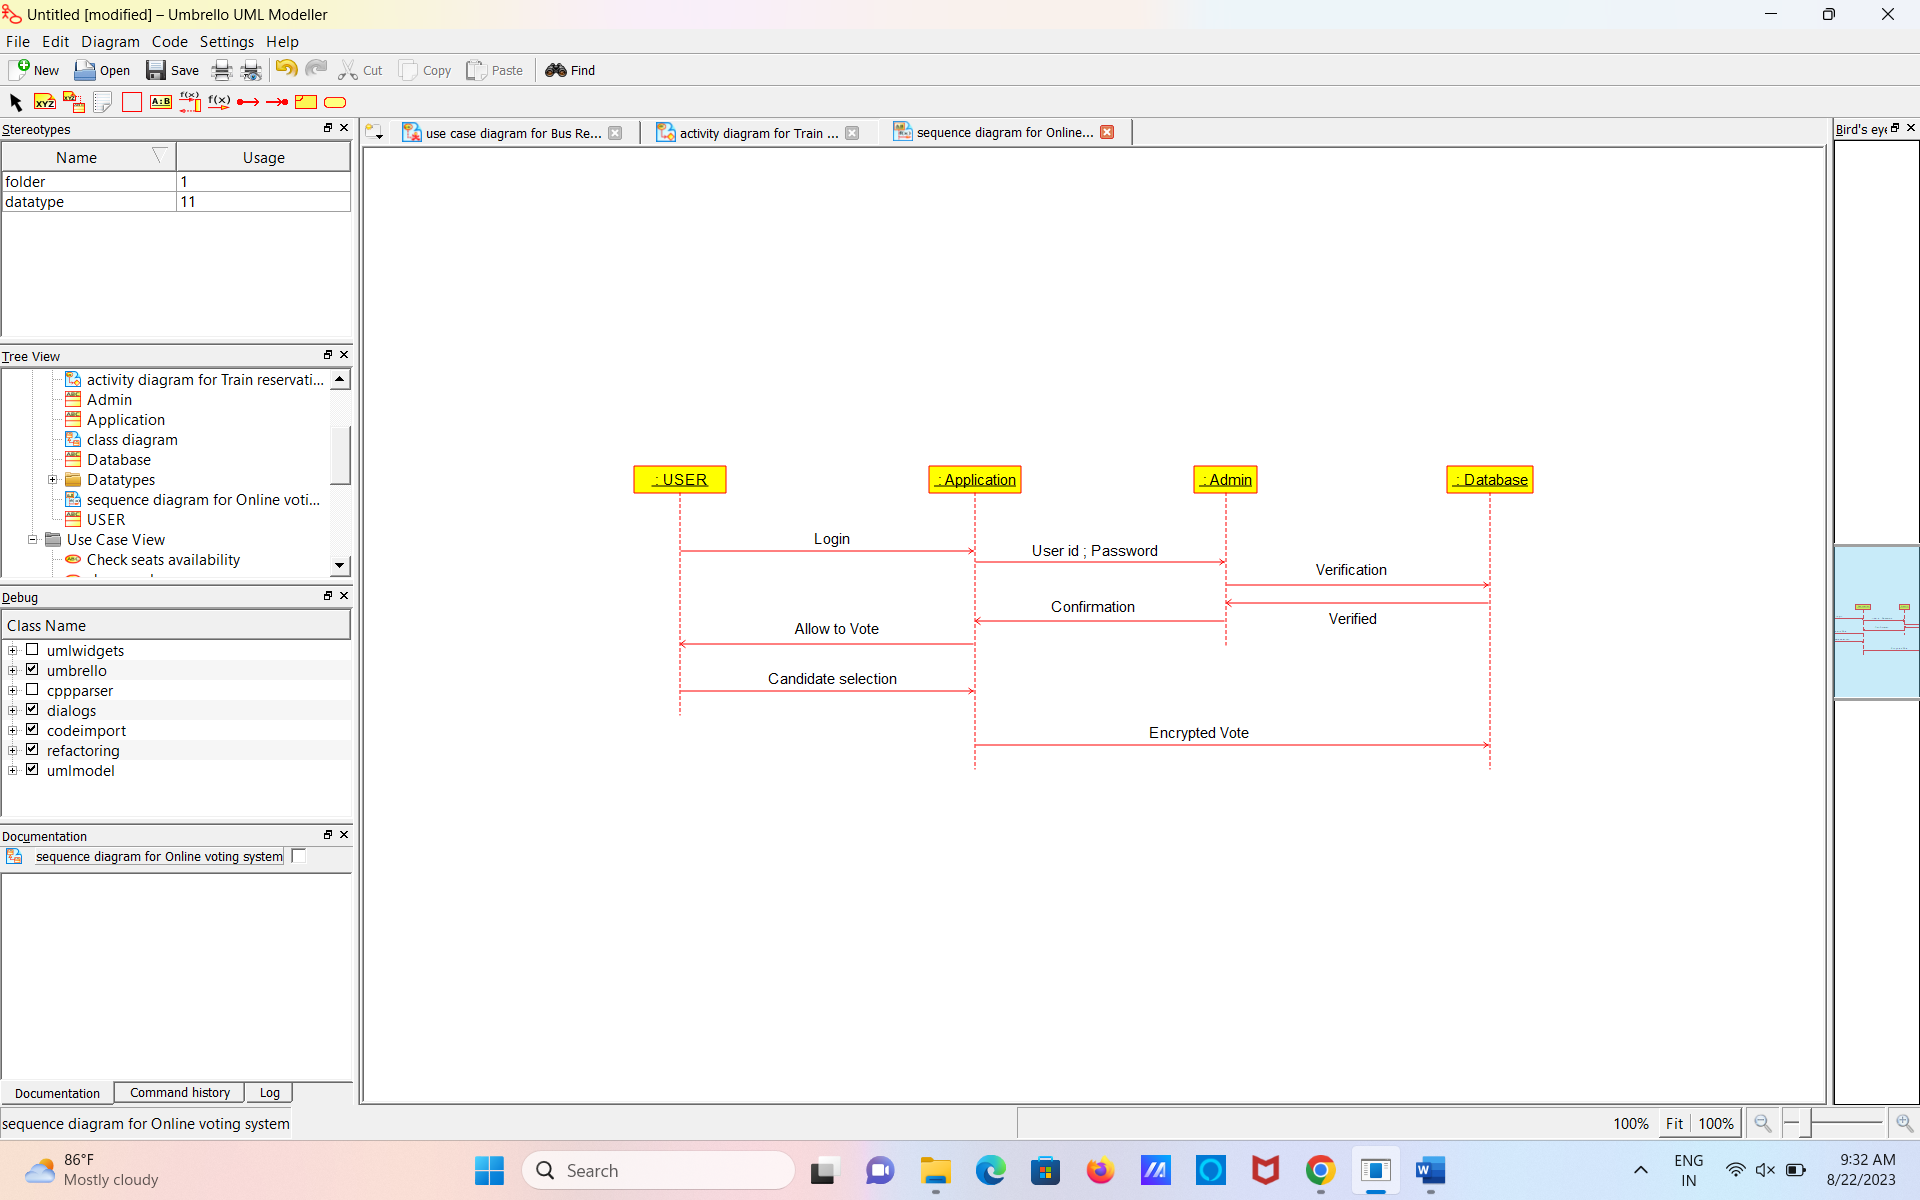 Untitled [modified] – Umbrello UML Modeller
File Edit Diagram Code Settings Help
New Open Save Cut Copy Paste Find
XYZ A:B f(x) f(x)
Stereotypes
Name Usage
folder 1
datatype 11
Tree View
activity diagram for Train reservati...
Admin
Application
class diagram
Database
Datatypes
sequence diagram for Online voti...
USER
Use Case View
Check seats availability
Debug
Class Name
umlwidgets
umbrello
cppparser
dialogs
codeimport
refactoring
umlmodel
Documentation
sequence diagram for Online voting system
Documentation Command history Log
sequence diagram for Online voting system
use case diagram for Bus Re... activity diagram for Train ... sequence diagram for Online...
: USER : Application : Admin : Database
Login
User id ; Password
Verification
Confirmation
Verified
Allow to Vote
Candidate selection
Encrypted Vote
Bird's eye
100% Fit 100%
86°F
Mostly cloudy
Search
ENG
IN
9:32 AM
8/22/2023